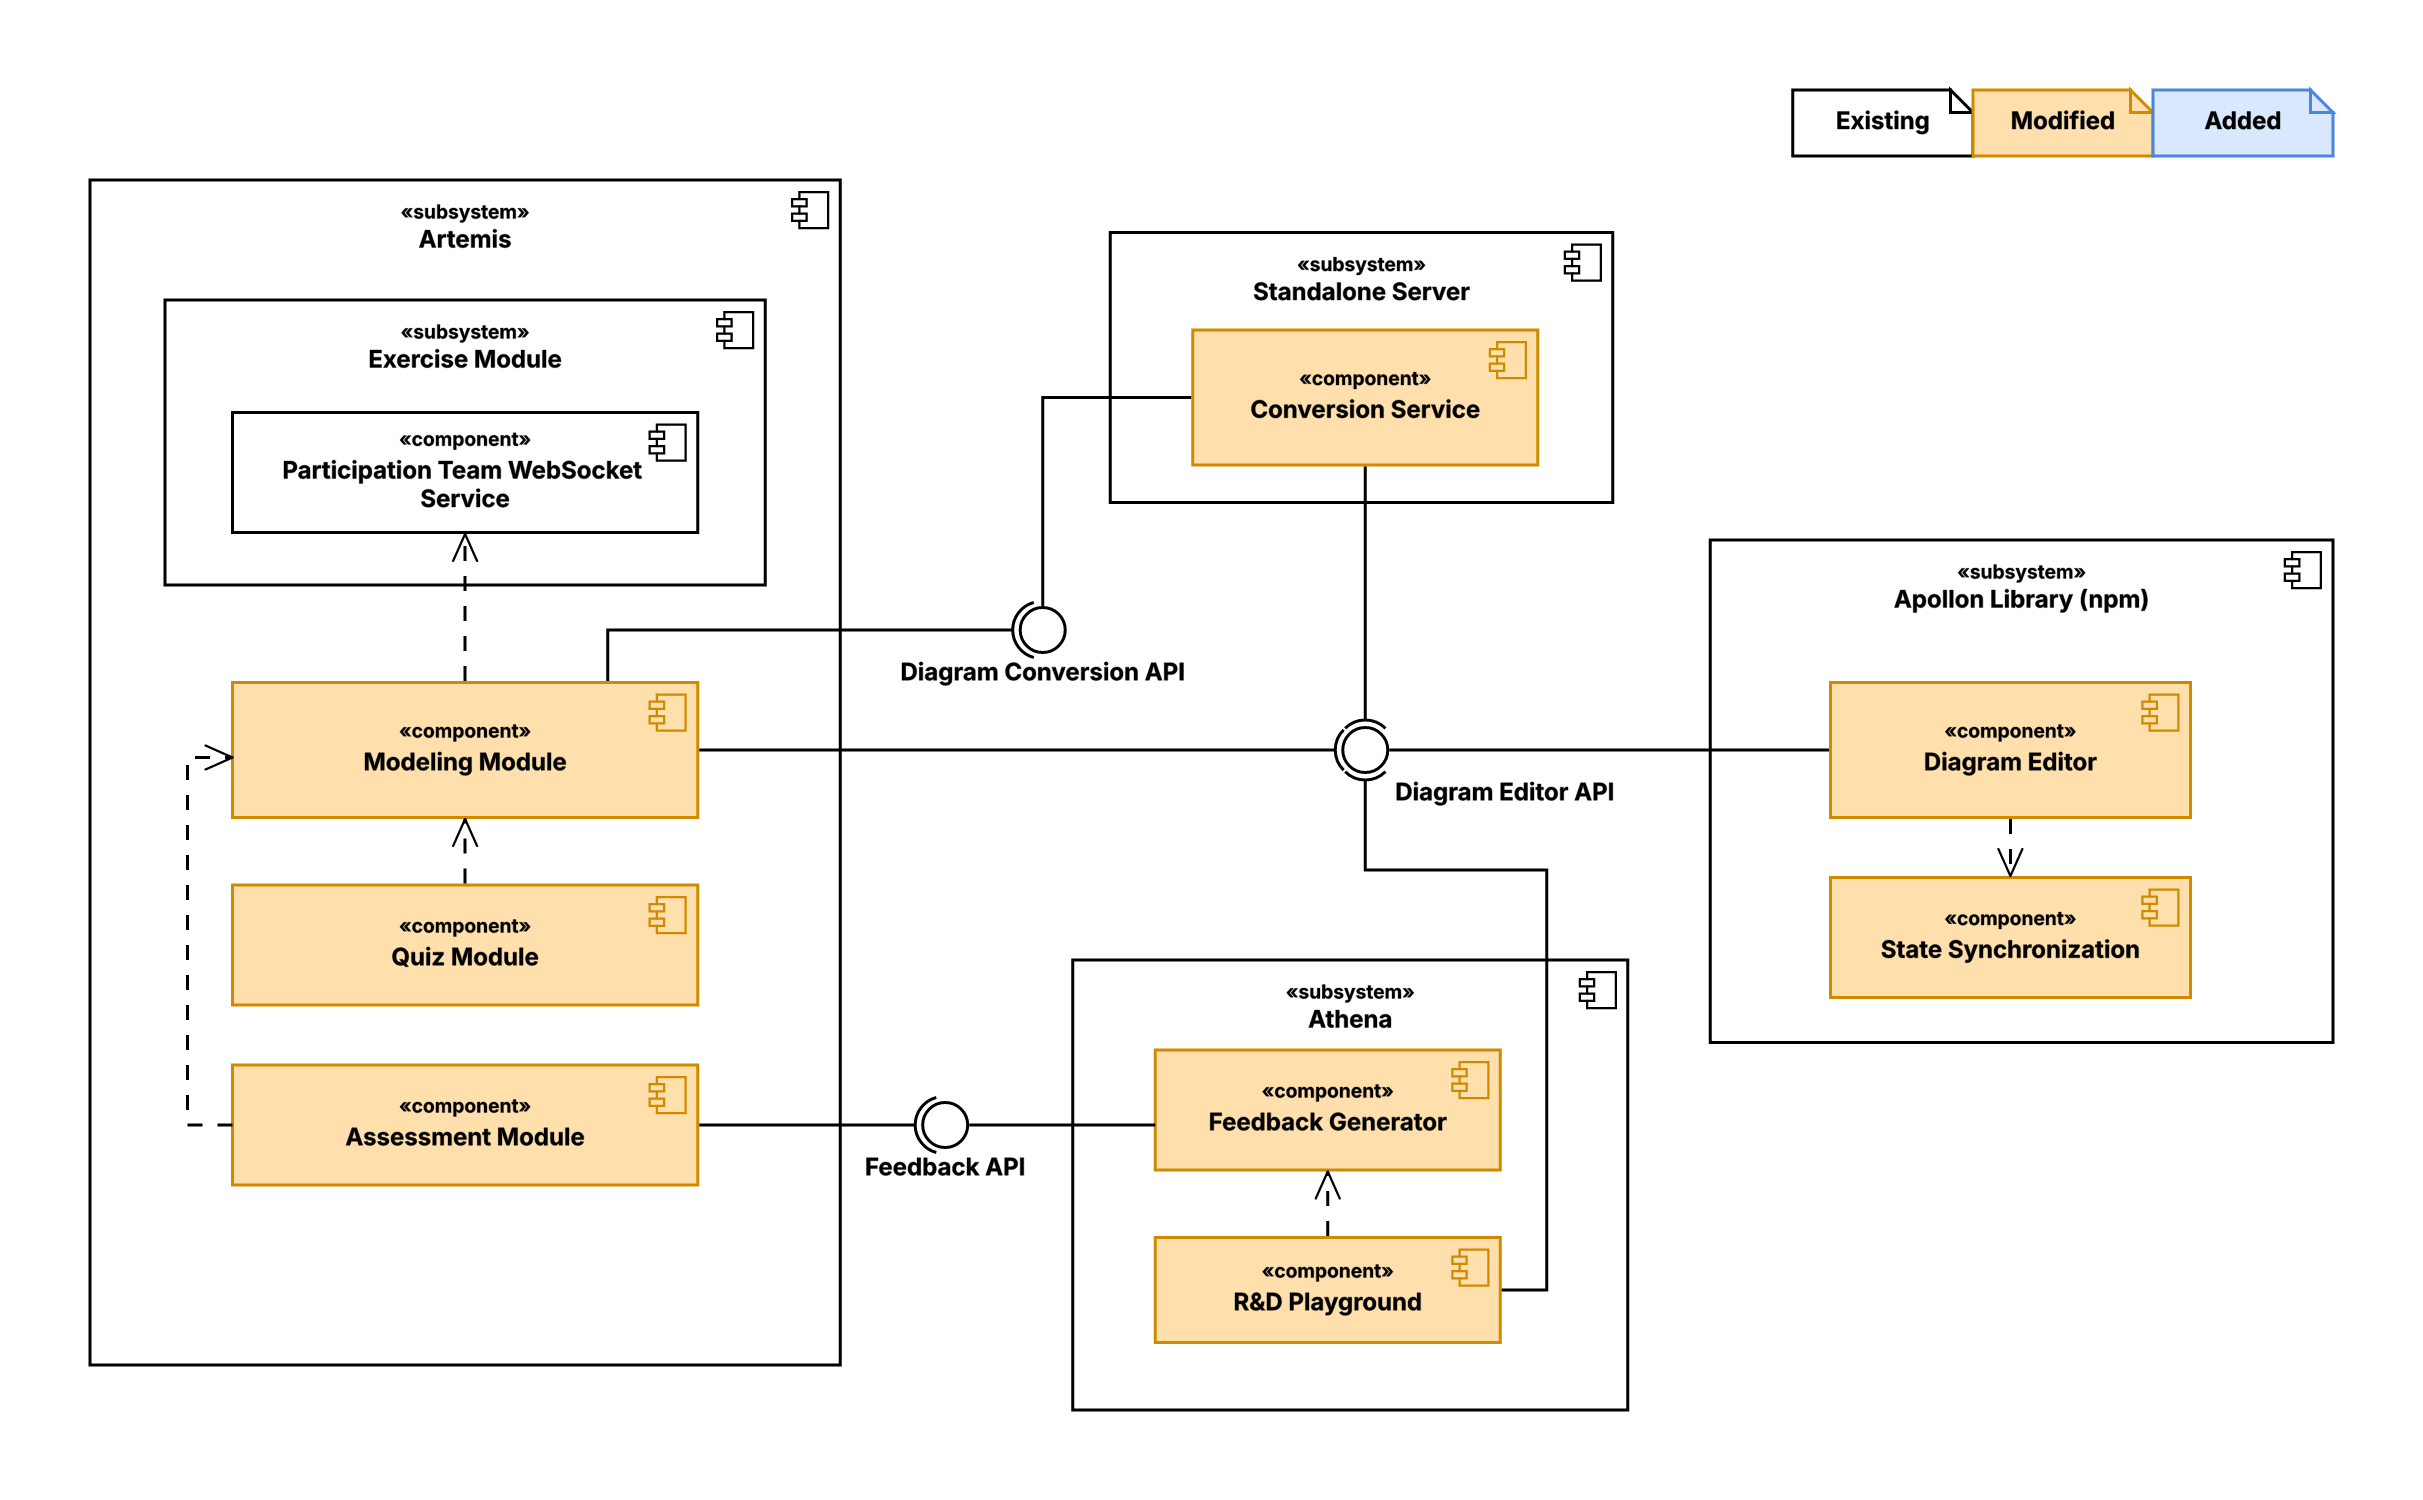 Existing
Modified
Added
«subsystem»
Artemis
«subsystem»
Exercise Module
«component»
Participation Team WebSocket
Service
«component»
Modeling Module
«component»
Quiz Module
«component»
Assessment Module
«subsystem»
Standalone Server
«component»
Conversion Service
Diagram Conversion API
Diagram Editor API
Feedback API
«subsystem»
Athena
«component»
Feedback Generator
«component»
R&D Playground
«subsystem»
Apollon Library (npm)
«component»
Diagram Editor
«component»
State Synchronization